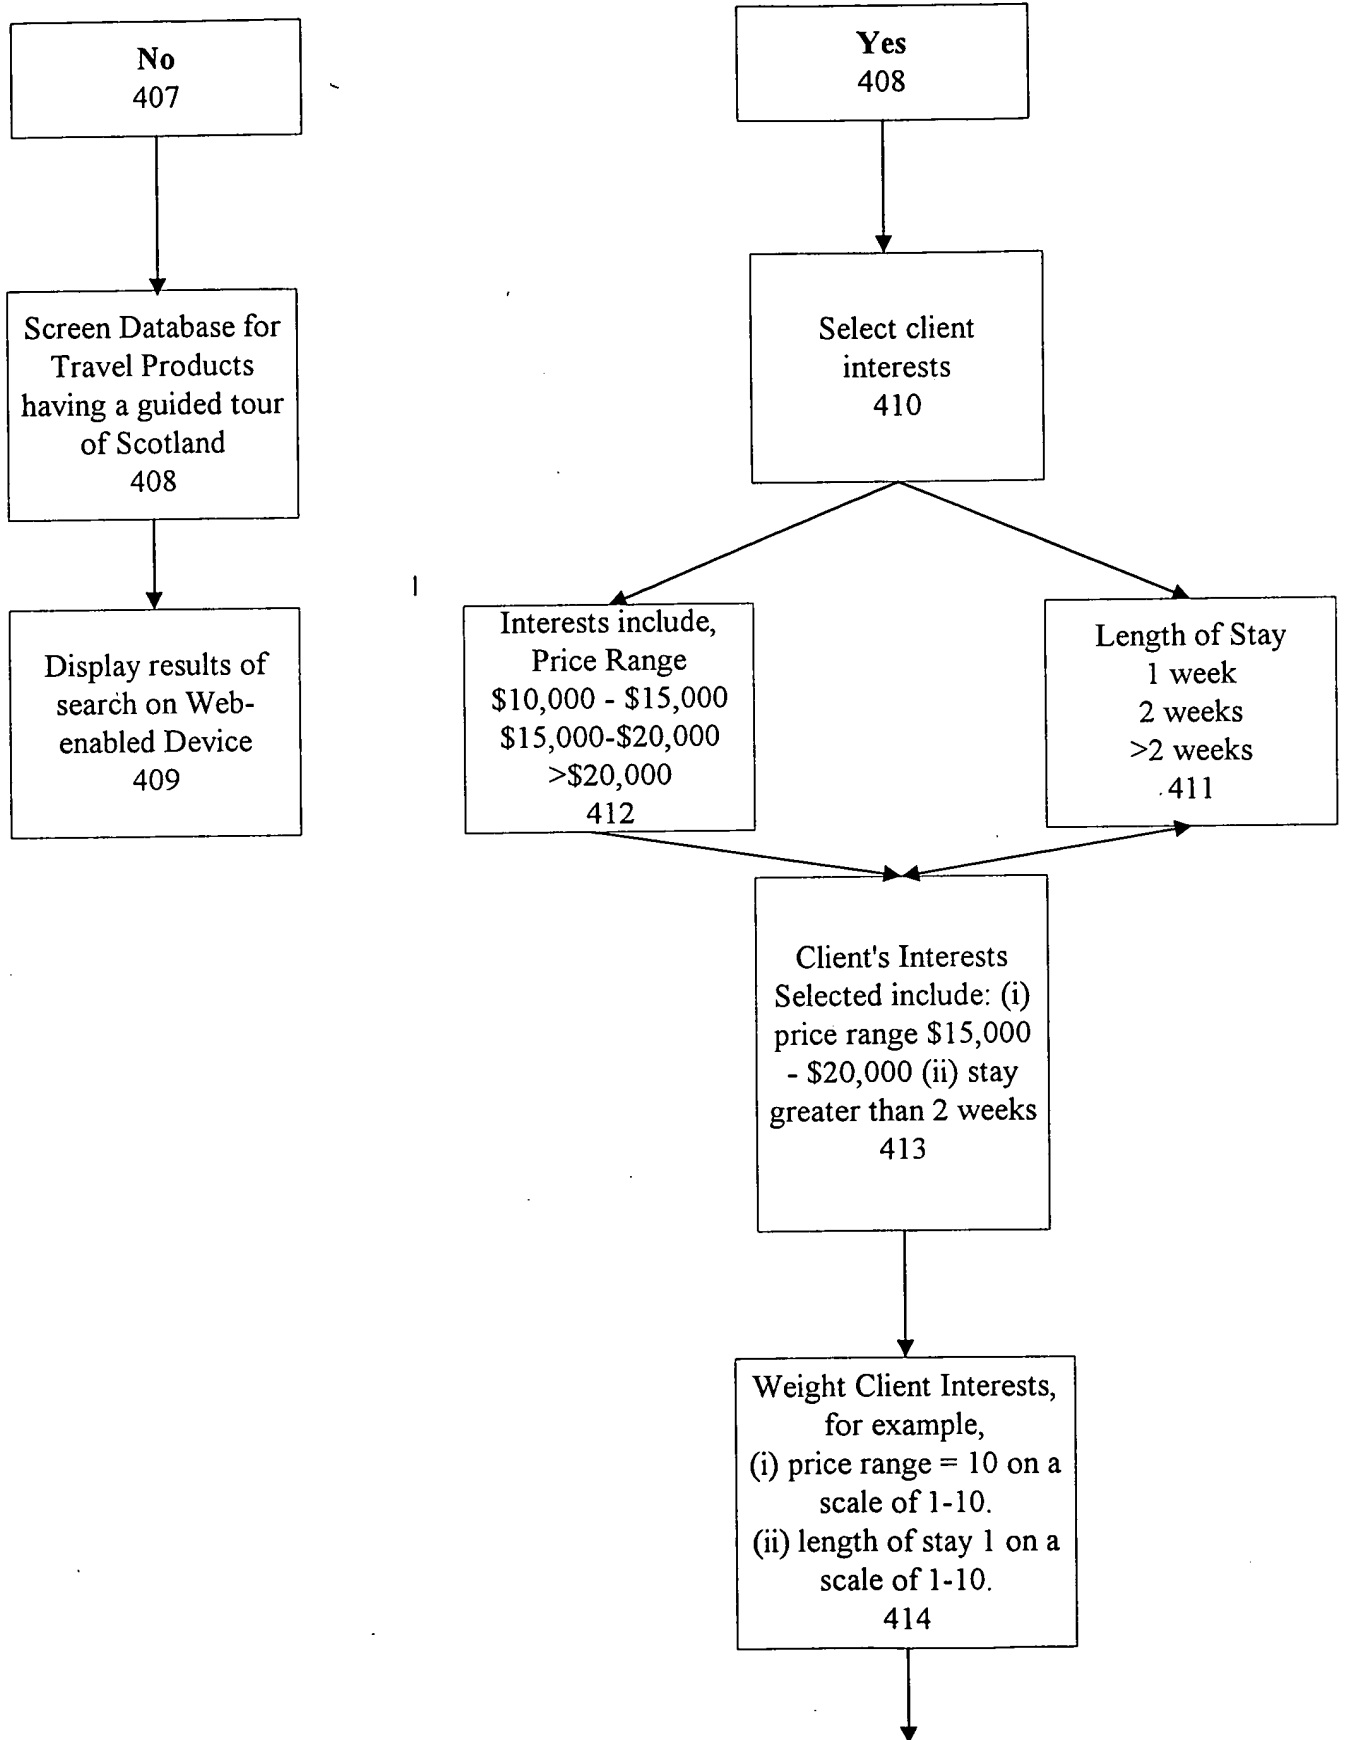 No
407
Yes
408
Screen Database for
Travel Products
having a guided tour
of Scotland
408
Select client
interests
410
Display results of
search on Web-
enabled Device
409
Interests include,
Price Range
$10,000 - $15,000
$15,000-$20,000
>$20,000
412
Length of Stay
1 week
2 weeks
>2 weeks
411
Client's Interests
Selected include: (i)
price range $15,000
- $20,000 (ii) stay
greater than 2 weeks
413
Weight Client Interests,
for example,
(i) price range = 10 on a
scale of 1-10.
(ii) length of stay 1 on a
scale of 1-10.
414